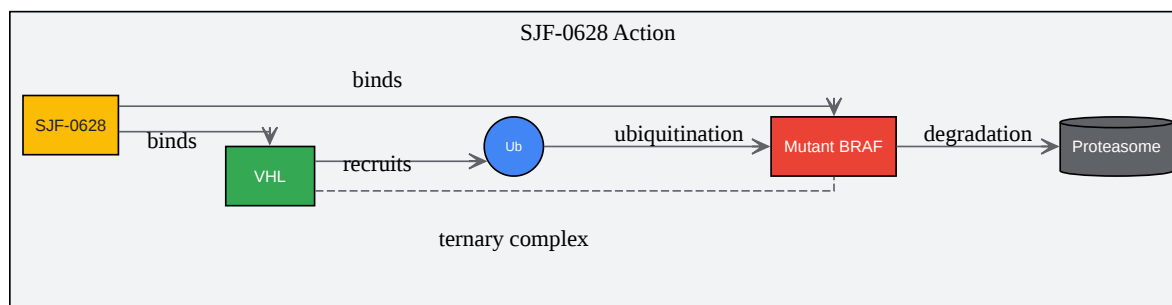 SJF-0628 Action
binds
SJF-0628
binds
VHL
recruits
Ub
ubiquitination
Mutant BRAF
degradation
Proteasome
ternary complex